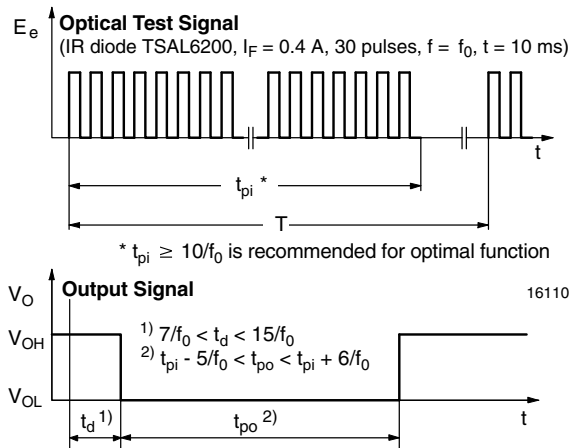 E_e Optical Test Signal
(IR diode TSAL6200, I_F = 0.4 A, 30 pulses, f = f_0, t = 10 ms)
t
t_pi *
T
* t_pi ≥ 10/f_0 is recommended for optimal function
V_O Output Signal 16110
V_OH
1) 7/f_0 < t_d < 15/f_0
2) t_pi - 5/f_0 < t_po < t_pi + 6/f_0
V_OL
t_d 1) t_po 2) t